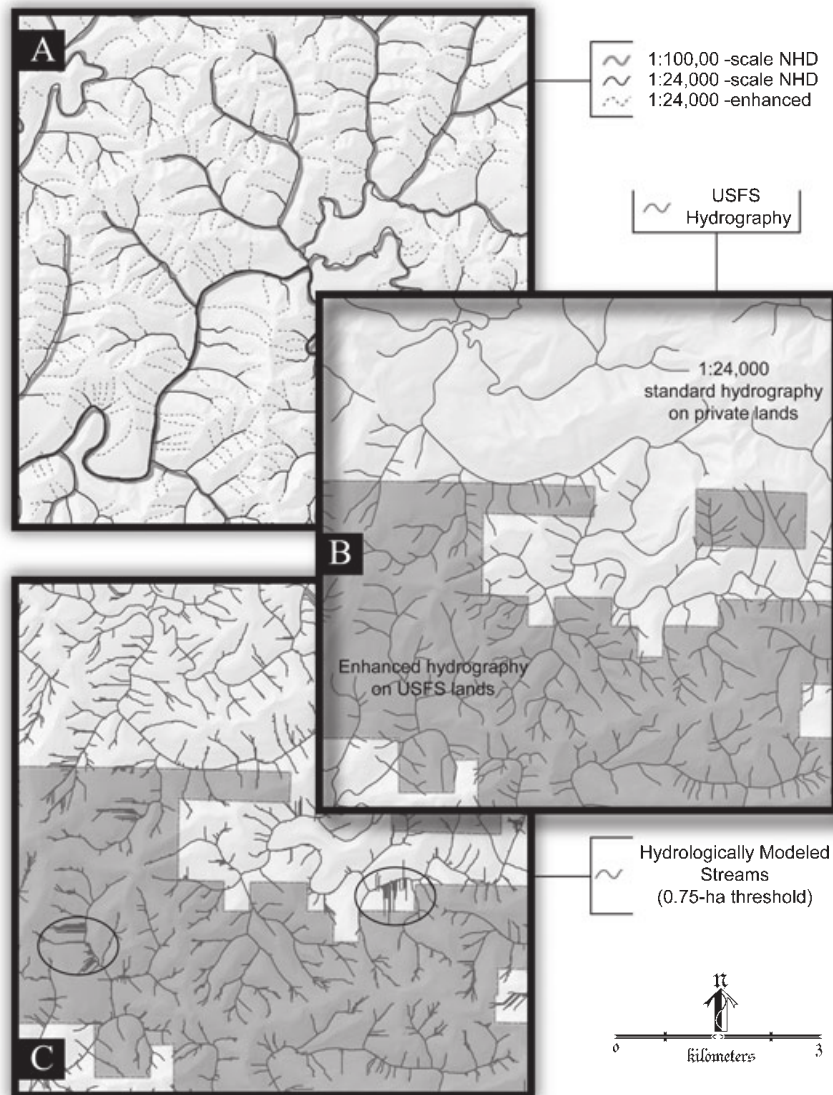 A
1:100,00 -scale NHD
1:24,000 -scale NHD
1:24,000 -enhanced
USFS
Hydrography
B
1:24,000
standard hydrography
on private lands
Enhanced hydrography
on USFS lands
C
Hydrologically Modeled
Streams
(0.75-ha threshold)
N
0
3
kilometers